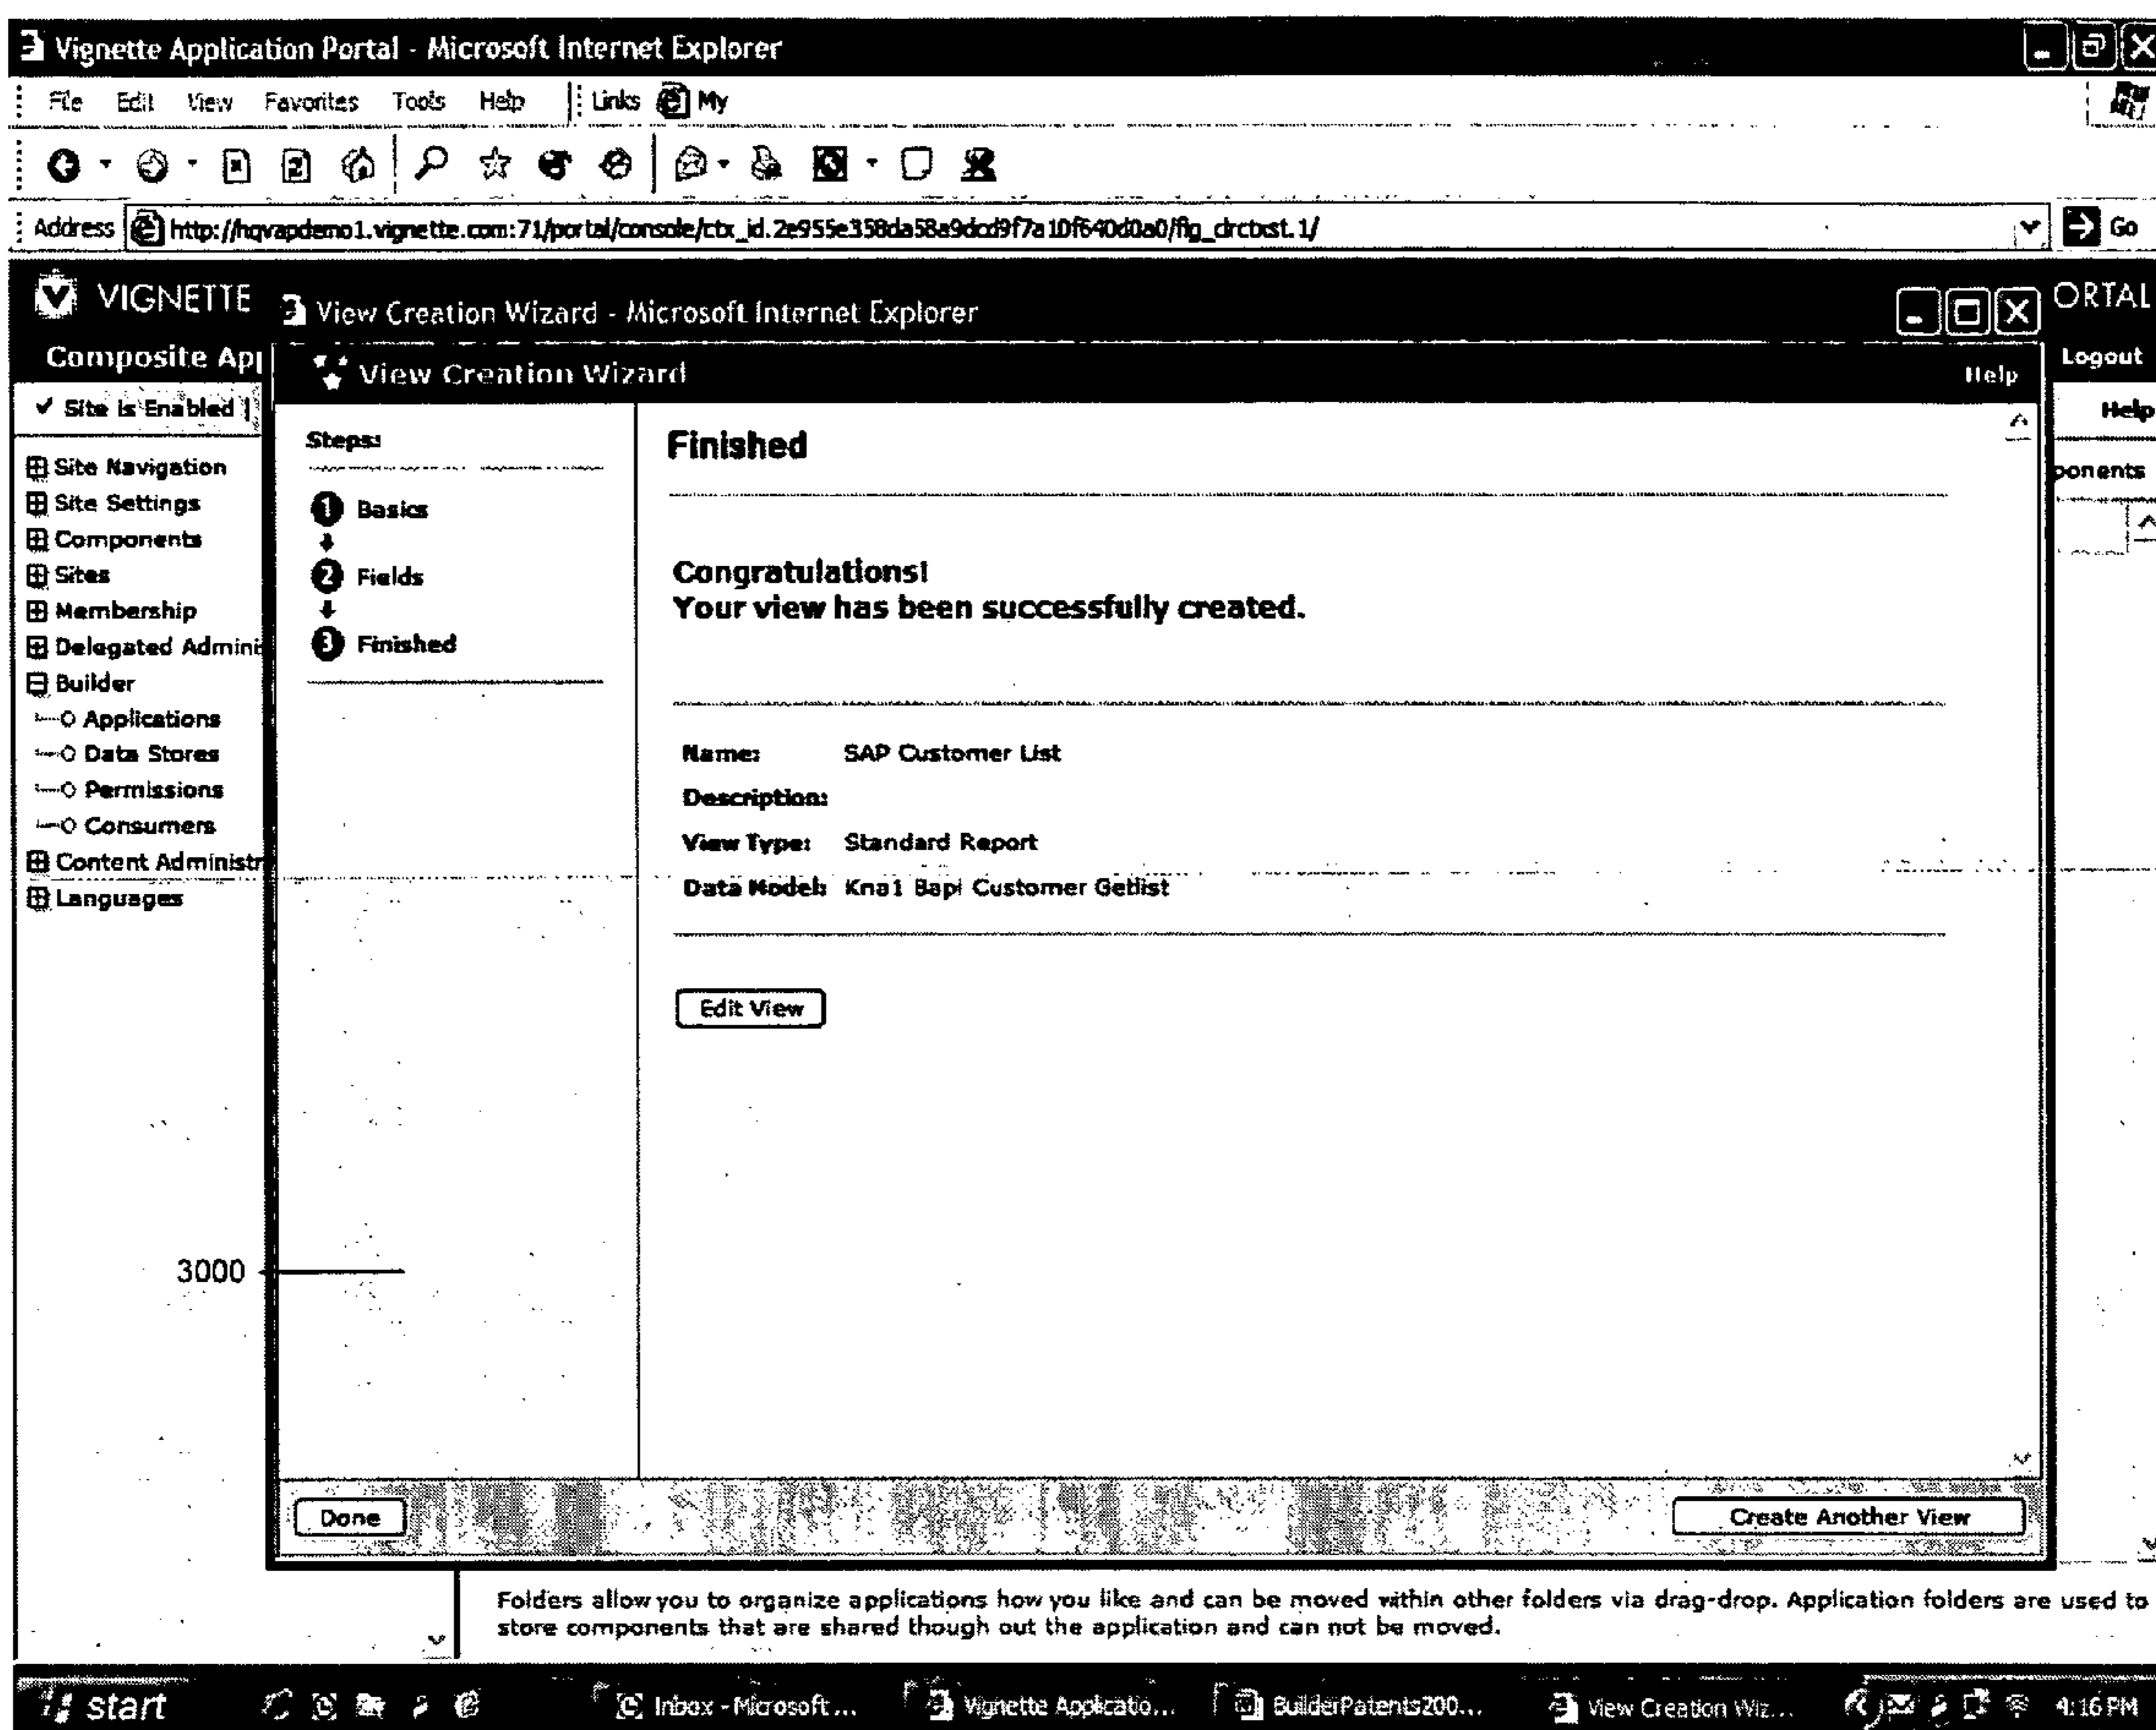 Vignette Application Portal - Microsoft Internet Explorer
File Edit View Favorites Tools Help Links My
Address http://hqvapdemo1.vignette.com:71/portal/console/ctx_id.2e955e358da58a9dcd9f7a10f640d0a0/
Go
VIGNETTE
ORTAL
View Creation Wizard - Microsoft Internet Explorer
Composite App
Logout
View Creation Wizard
Help
✓ Site is Enabled |
Help
ponents
Site Navigation
Site Settings
Components
Sites
Membership
Delegated Admini
Builder
Applications
Data Stores
Permissions
Consumers
Content Administr
Languages
Steps:
1 Basics
2 Fields
3 Finished
Finished
Congratulations!
Your view has been successfully created.
Name: SAP Customer List
Description:
View Type: Standard Report
Data Model: Kna1 Bapi Customer Getlist
Edit View
3000
Done
Create Another View
Folders allow you to organize applications how you like and can be moved within other folders via drag-drop. Application folders are used to
store components that are shared though out the application and can not be moved.
start
Inbox - Microsoft ...
Vignette Applicatio...
BuilderPatents200...
View Creation Wiz...
4:16 PM